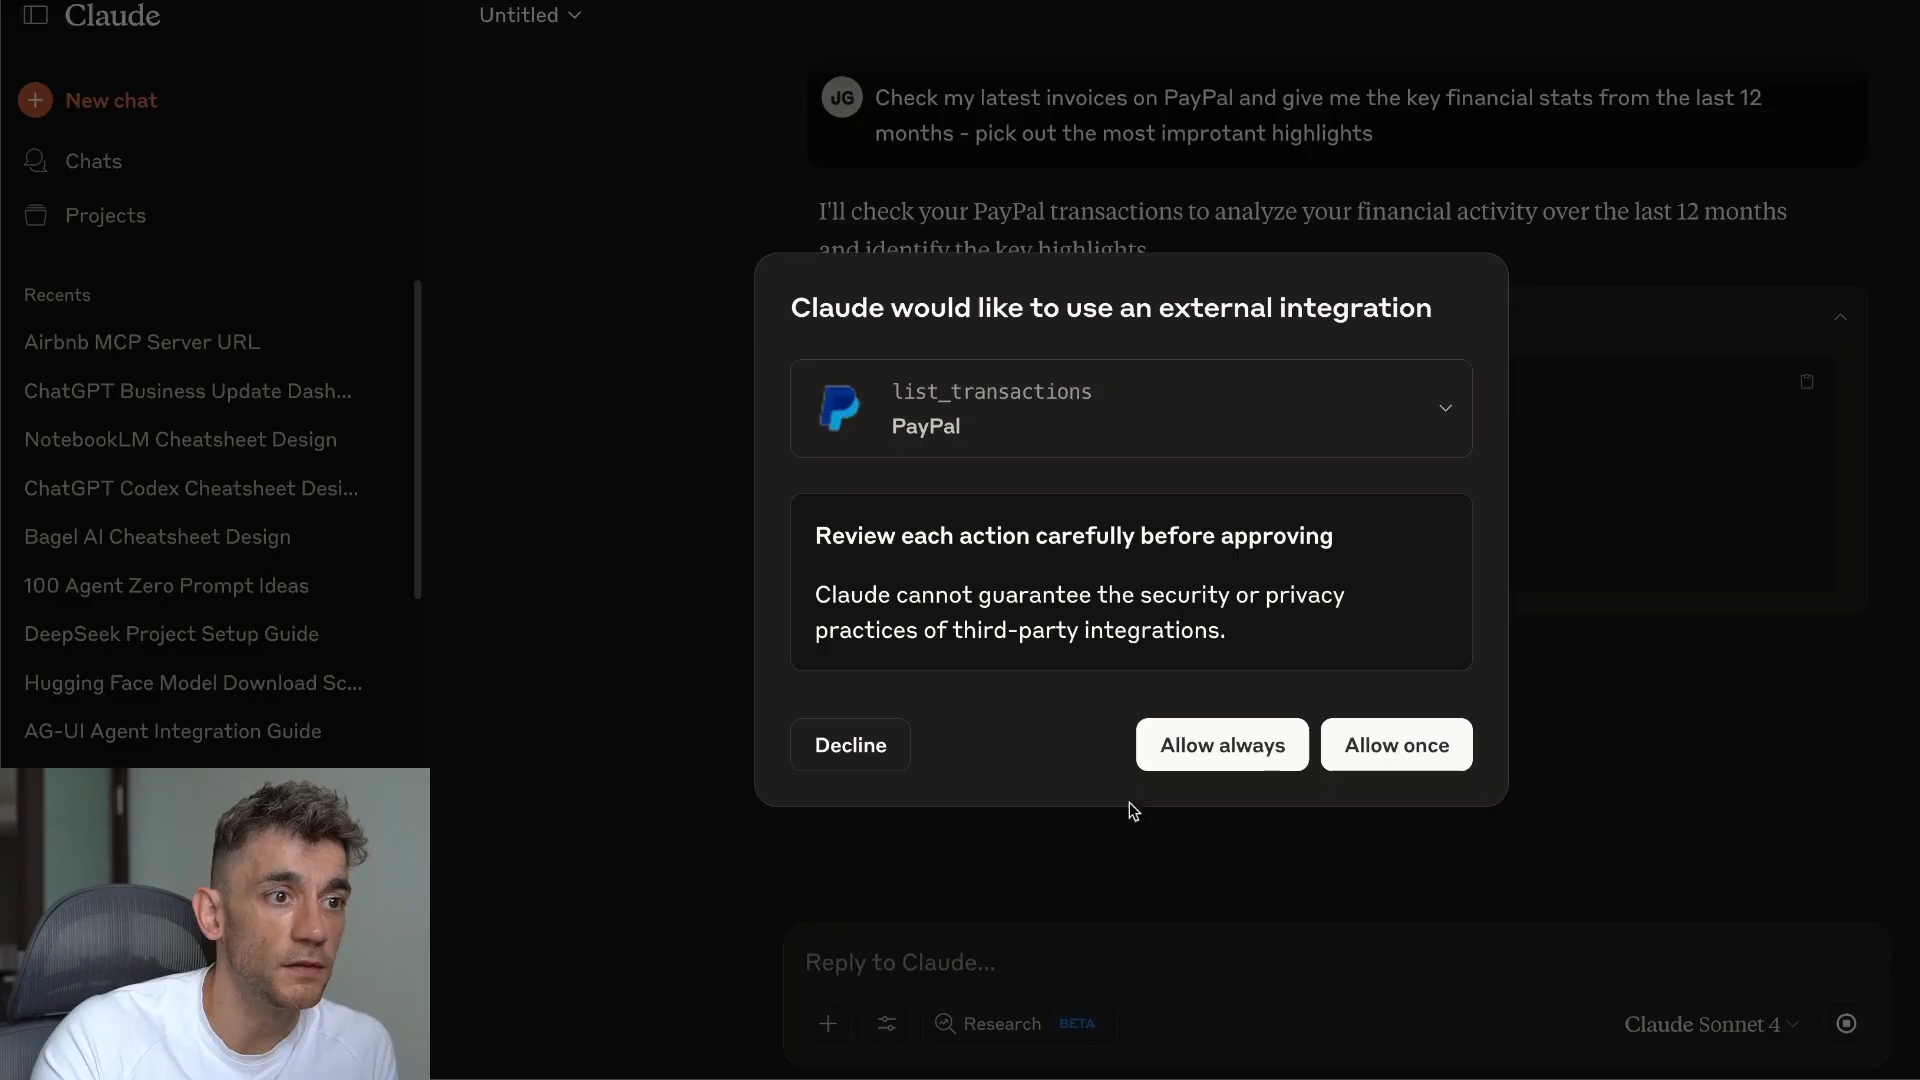 Claude
Untitled
New chat
Chats
Projects
Recents
Airbnb MCP Server URL
ChatGPT Business Update Dash...
NotebookLM Cheatsheet Design
ChatGPT Codex Cheatsheet Desi...
Bagel AI Cheatsheet Design
100 Agent Zero Prompt Ideas
DeepSeek Project Setup Guide
Hugging Face Model Download Sc...
AG-UI Agent Integration Guide
JG
Check my latest invoices on PayPal and give me the key financial stats from the last 12
months - pick out the most improtant highlights
I'll check your PayPal transactions to analyze your financial activity over the last 12 months
and identify the key highlights
Claude would like to use an external integration
list_transactions
PayPal
Review each action carefully before approving
Claude cannot guarantee the security or privacy
practices of third-party integrations.
Decline
Allow always
Allow once
Reply to Claude...
Research BETA
Claude Sonnet 4